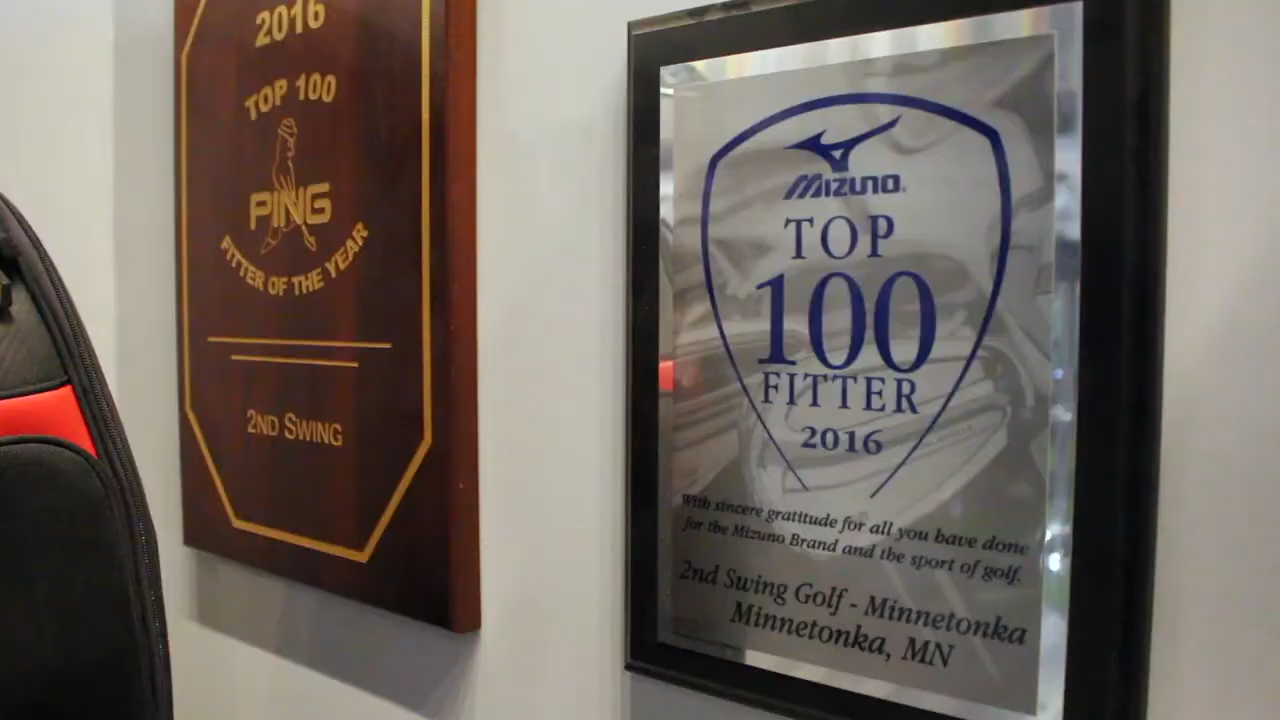 2016
TOP 100
PING
FITTER OF THE YEAR
2ND SWING
MIZUNO
TOP
100
FITTER
2016
With sincere gratitude for all you have done
for the Mizuno Brand and the sport of golf.
2nd Swing Golf - Minnetonka
Minnetonka, MN